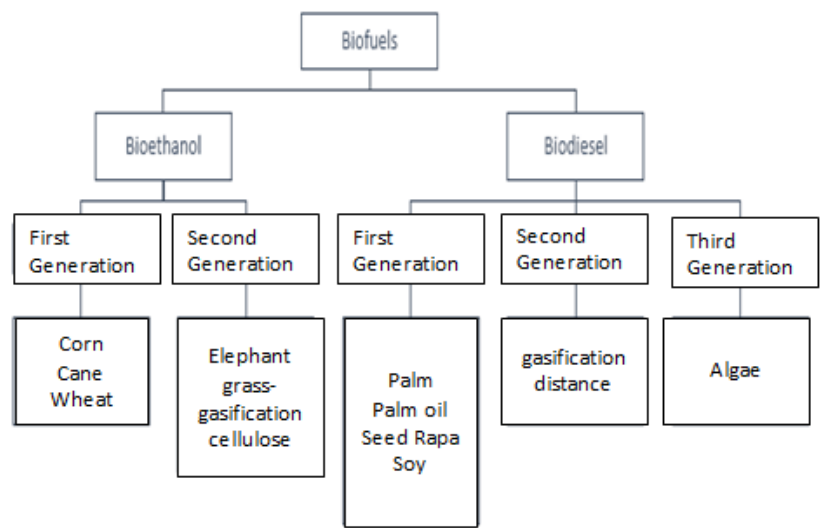 Biofuels
Bioethanol
Biodiesel
First
Generation
Second
Generation
First
Generation
Second
Generation
Third
Generation
Corn
Cane
Wheat
Elephant
grass-
gasification
cellulose
Palm
Palm oil
Seed Rapa
Soy
gasification
distance
Algae